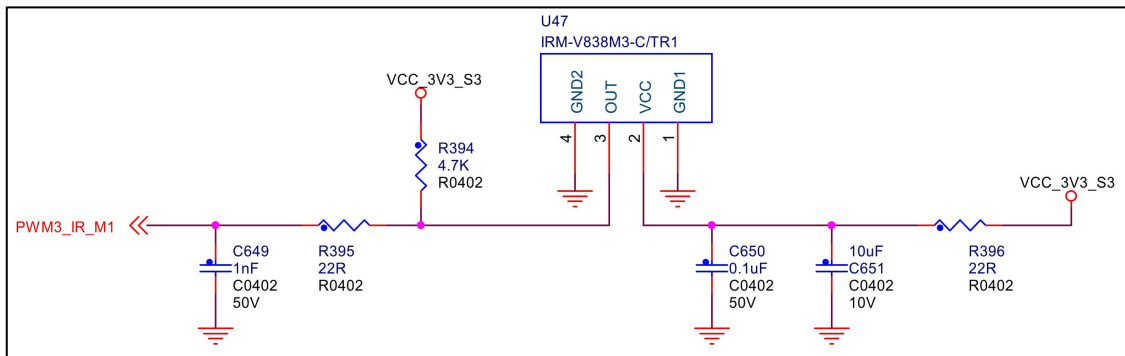 U47
IRM-V838M3-C/TR1
GND2
OUT
VCC
GND1
4
3
2
1
VCC_3V3_S3
R394
4.7K
R0402
VCC_3V3_S3
PWM3_IR_M1
C649
1nF
C0402
50V
R395
22R
R0402
C650
0.1uF
C0402
50V
10uF
C651
C0402
10V
R396
22R
R0402